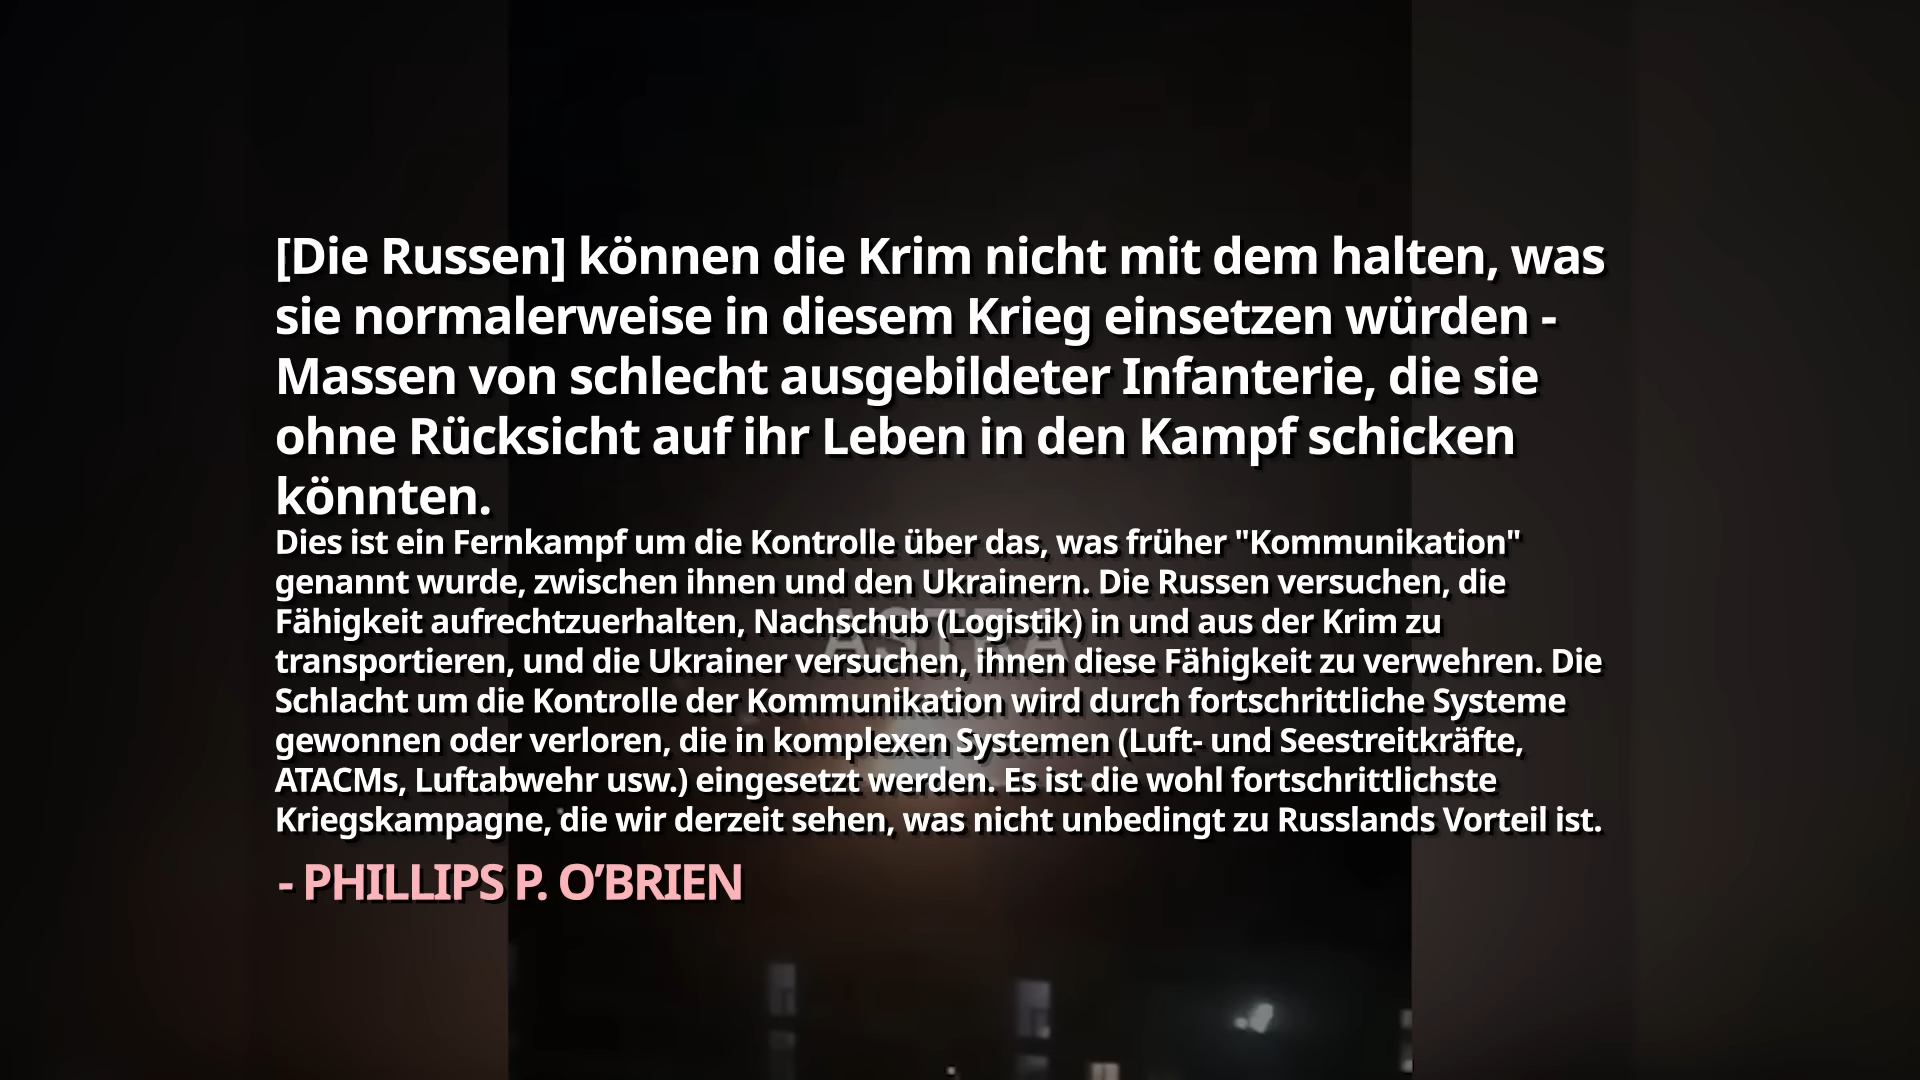 [Die Russen] können die Krim nicht mit dem halten, was
sie normalerweise in diesem Krieg einsetzen würden -
Massen von schlecht ausgebildeter Infanterie, die sie
ohne Rücksicht auf ihr Leben in den Kampf schicken
könnten.
Dies ist ein Fernkampf um die Kontrolle über das, was früher "Kommunikation"
genannt wurde, zwischen ihnen und den Ukrainern. Die Russen versuchen, die
Fähigkeit aufrechtzuerhalten, Nachschub (Logistik) in und aus der Krim zu
ASTRA
transportieren, und die Ukrainer versuchen, ihnen diese Fähigkeit zu verwehren. Die
Schlacht um die Kontrolle der Kommunikation wird durch fortschrittliche Systeme
gewonnen oder verloren, die in komplexen Systemen (Luft- und Seestreitkräfte,
ATACMs, Luftabwehr usw.) eingesetzt werden. Es ist die wohl fortschrittlichste
Kriegskampagne, die wir derzeit sehen, was nicht unbedingt zu Russlands Vorteil ist.
- PHILLIPS P. O’BRIEN